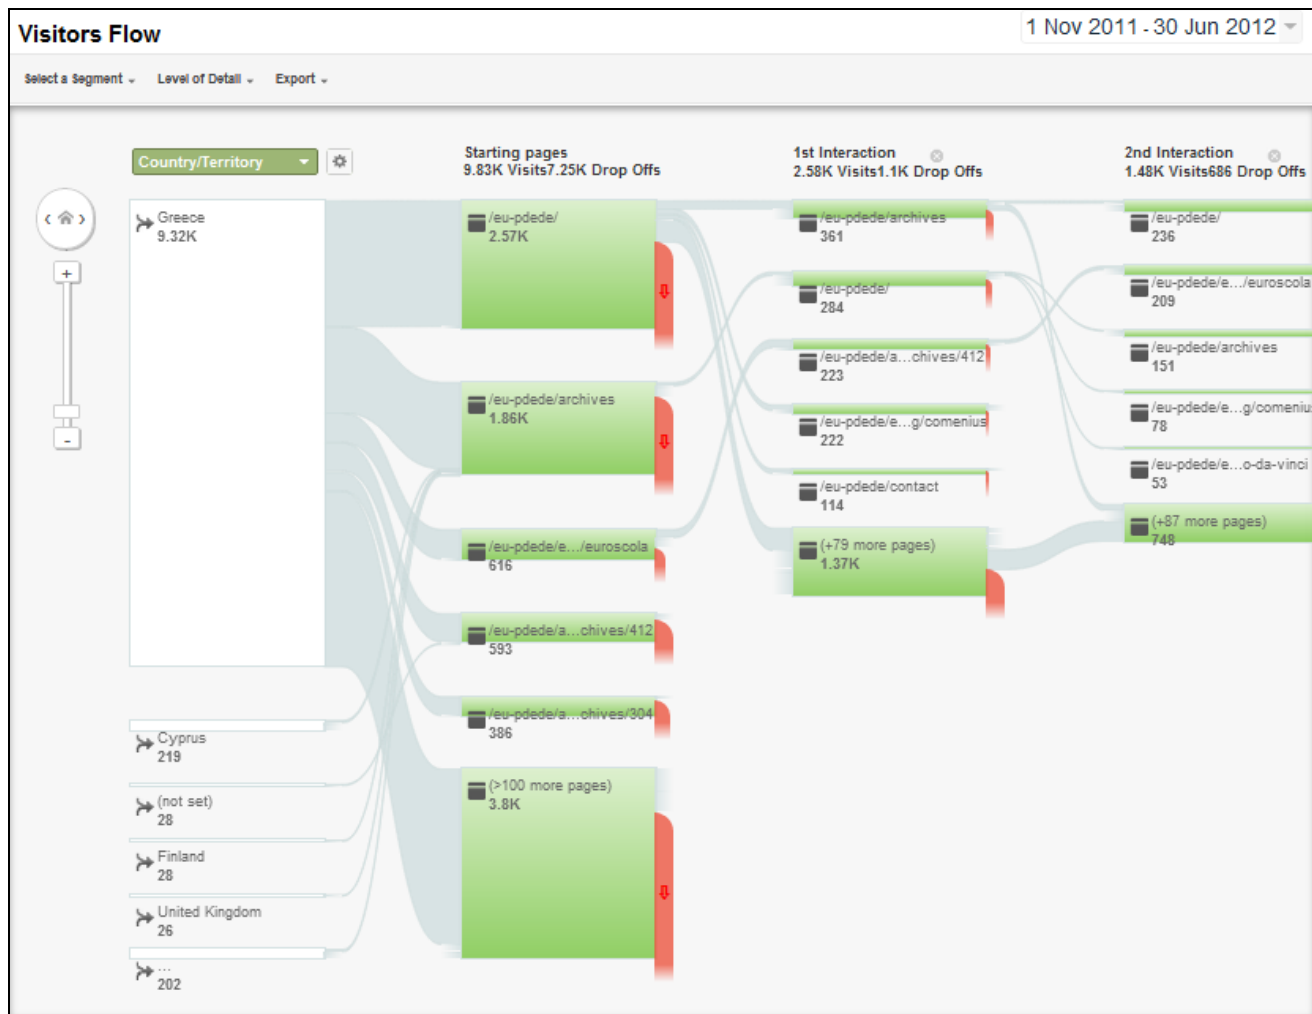 Visitors Flow
1 Nov 2011 - 30 Jun 2012
Select a Segment
Level of Detail
Export
Country/Territory
Greece
9.32K
Cyprus
219
(not set)
28
Finland
28
United Kingdom
26
...
202
Starting pages
9.83K Visits7.25K Drop Offs
/eu-pdede/
2.57K
/eu-pdede/archives
1.86K
/eu-pdede/e.../euroscola
616
/eu-pdede/a...chives/412
593
/eu-pdede/a...chives/304
386
(>100 more pages)
3.8K
1st Interaction
2.58K Visits1.1K Drop Offs
/eu-pdede/archives
361
/eu-pdede/
284
/eu-pdede/a...chives/412
223
/eu-pdede/e...g/comenius
222
/eu-pdede/contact
114
(+79 more pages)
1.37K
2nd Interaction
1.48K Visits686 Drop Offs
/eu-pdede/
236
/eu-pdede/e.../euroscola
209
/eu-pdede/archives
151
/eu-pdede/e...g/comeniu
78
/eu-pdede/e...o-da-vinci
53
(+87 more pages)
748